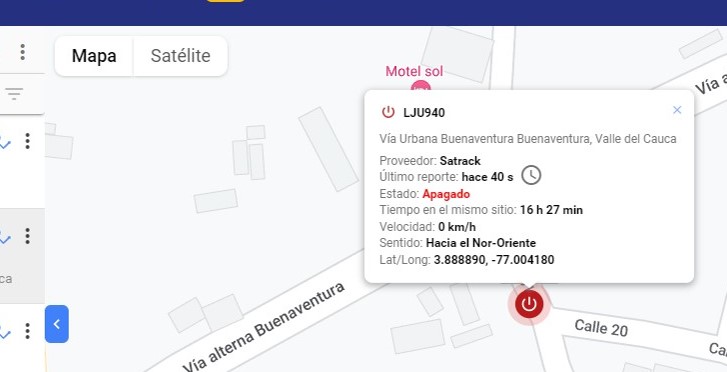 Mapa
Satélite
Motel sol
Vía a
LJU940
Vía Urbana Buenaventura Buenaventura, Valle del Cauca
Proveedor: Satrack
Último reporte: hace 40 s
Estado: Apagado
Tiempo en el mismo sitio: 16 h 27 min
Velocidad: 0 km/h
Sentido: Hacia el Nor-Oriente
Lat/Long: 3.888890, -77.004180
ca
Vía alterna Buenaventura
Calle 20
Ca